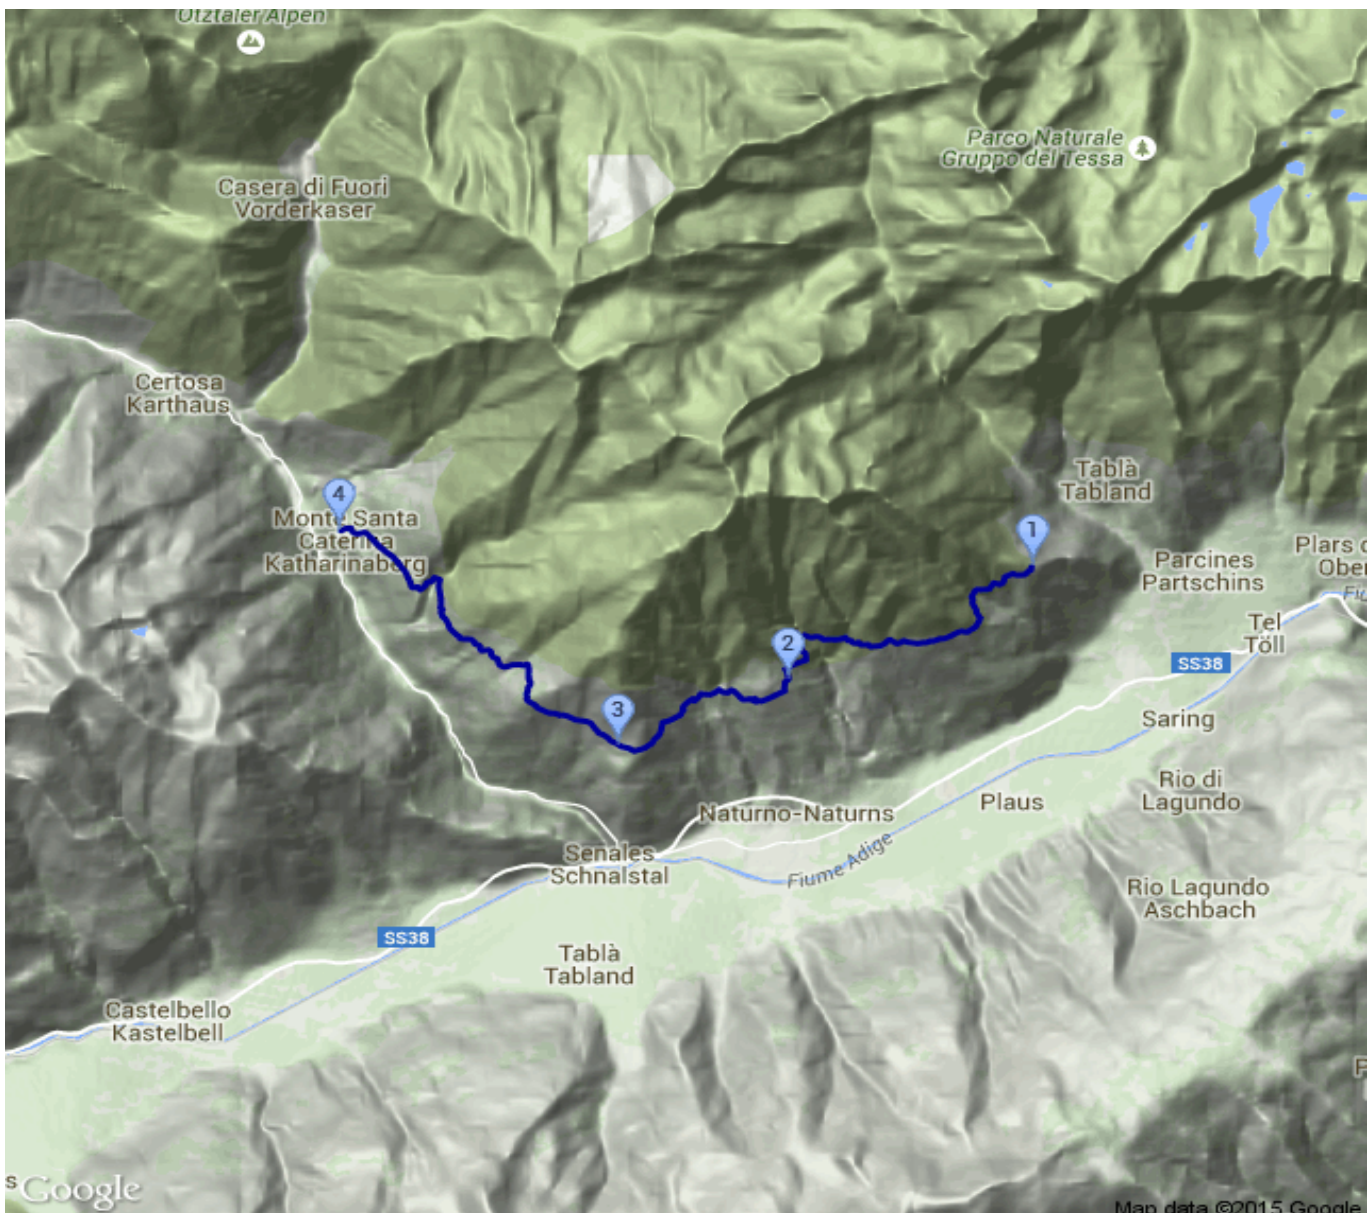 Ötztaler Alpen
Parco Naturale
Gruppo del Tessa
Casera di Fuori
Vorderkaser
Certosa
Karthaus
Tablà
Tabland
4
1
Monte Santa
Caterina
Katharinaberg
Parcines
Partschins
Plars
Ober
Tel
Töll
2
SS38
3
Saring
Rio di
Lagundo
Plaus
Naturno-Naturns
Senales
Schnalstal
Fiume Adige
Rio Lagundo
Aschbach
SS38
Tablà
Tabland
Castelbello
Kastelbell
s
Google
Map data ©2015 Google